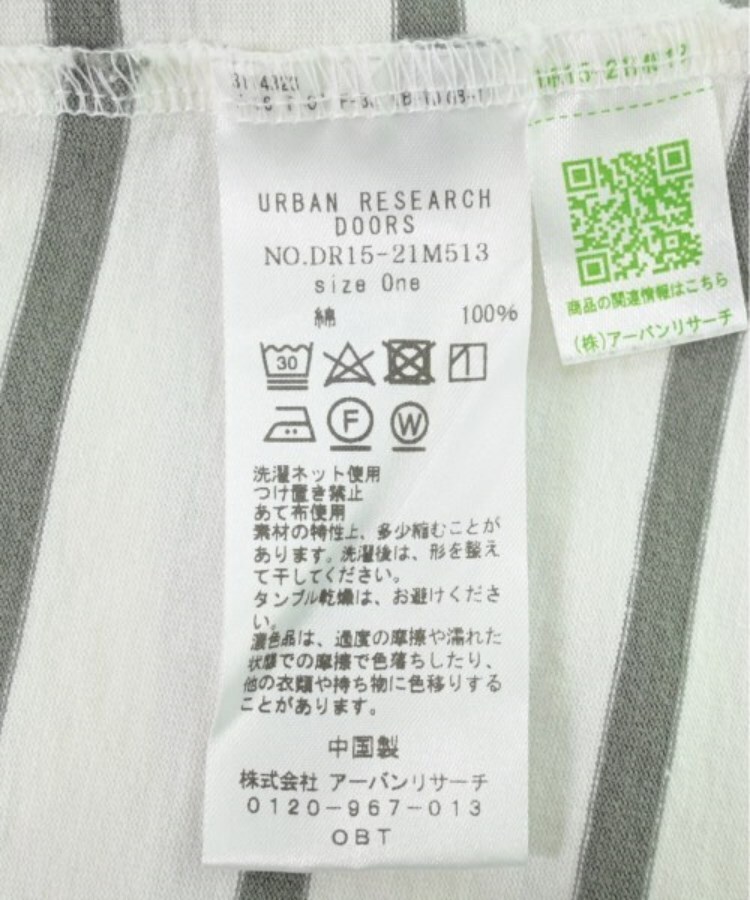 URBAN RESEARCH
DOORS
NO.DR15-21M513
size One
綿 100%
30
F W
洗濯ネット使用
つけ置き禁止
あて布使用
素材の特性上、多少縮むことが
あります。洗濯後は、形を整え
て干してください。
タンブル乾燥は、お避けくださ
い。
濃色品は、過度の摩擦や濡れた
状態での摩擦で色落ちしたり、
他の衣類や持ち物に色移りする
ことがあります。
中国製
株式会社 アーバンリサーチ
0120-967-013
OBT
商品の関連情報はこちら
(株)アーバンリサーチ